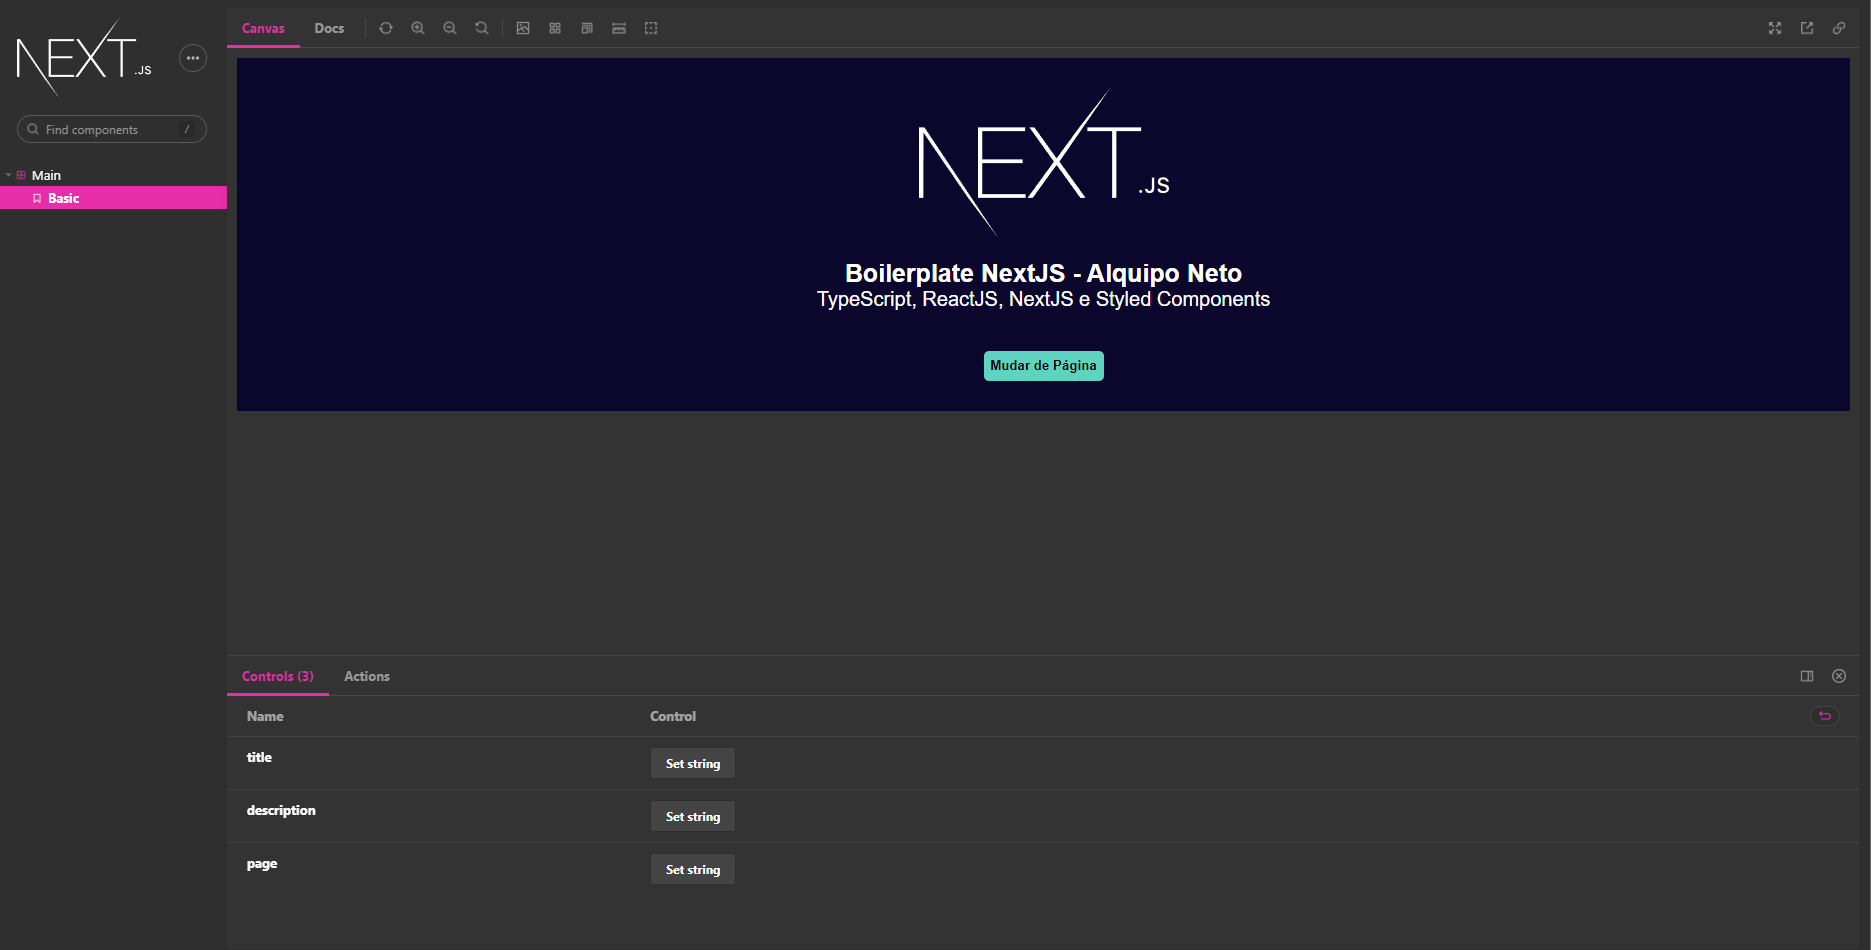 NEXT.JS
Find components /
Main
Basic
Canvas Docs
NEXT.JS
Boilerplate NextJS - Alquipo Neto
TypeScript, ReactJS, NextJS e Styled Components
Mudar de Página
Controls (3) Actions
Name Control
title Set string
description Set string
page Set string